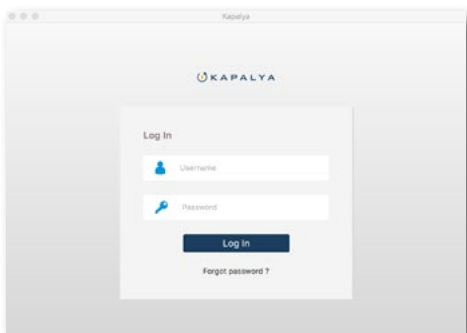 Kapalya
KAPALYA
Log In
Username
Password
Log In
Forgot password ?